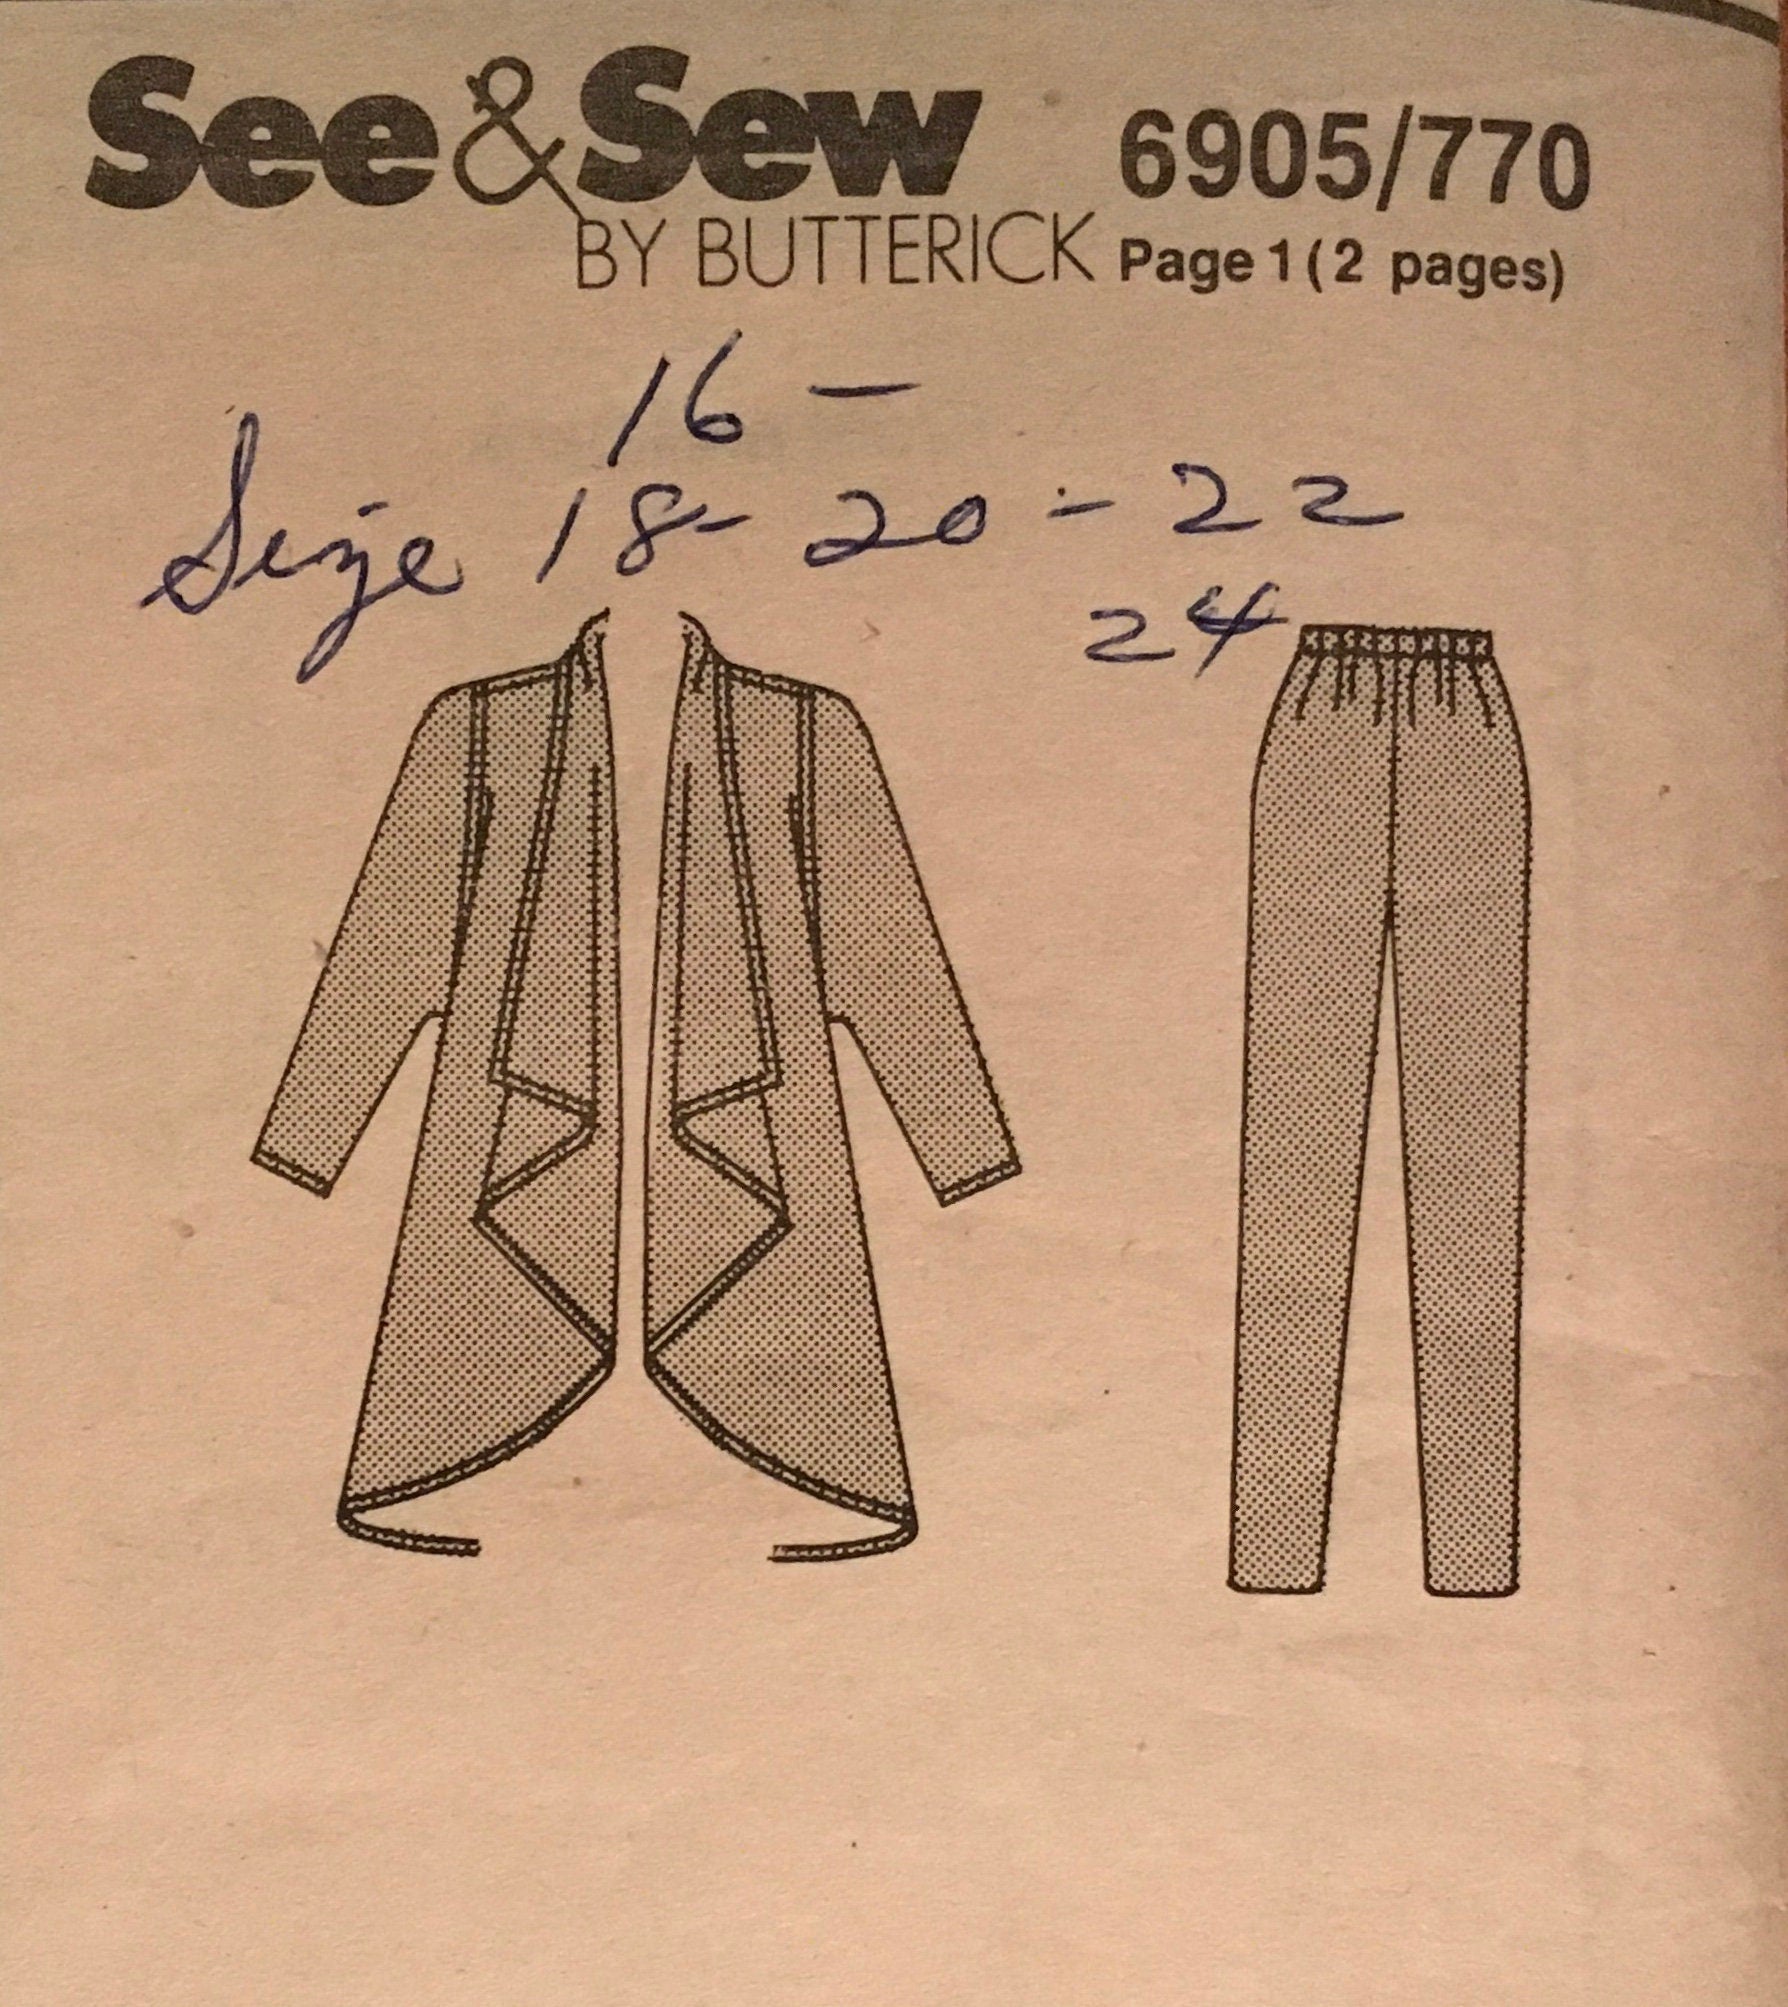 See & Sew 6905/770
BY BUTTERICK Page 1 (2 pages)
16 -
Size 18 - 20 - 22
24